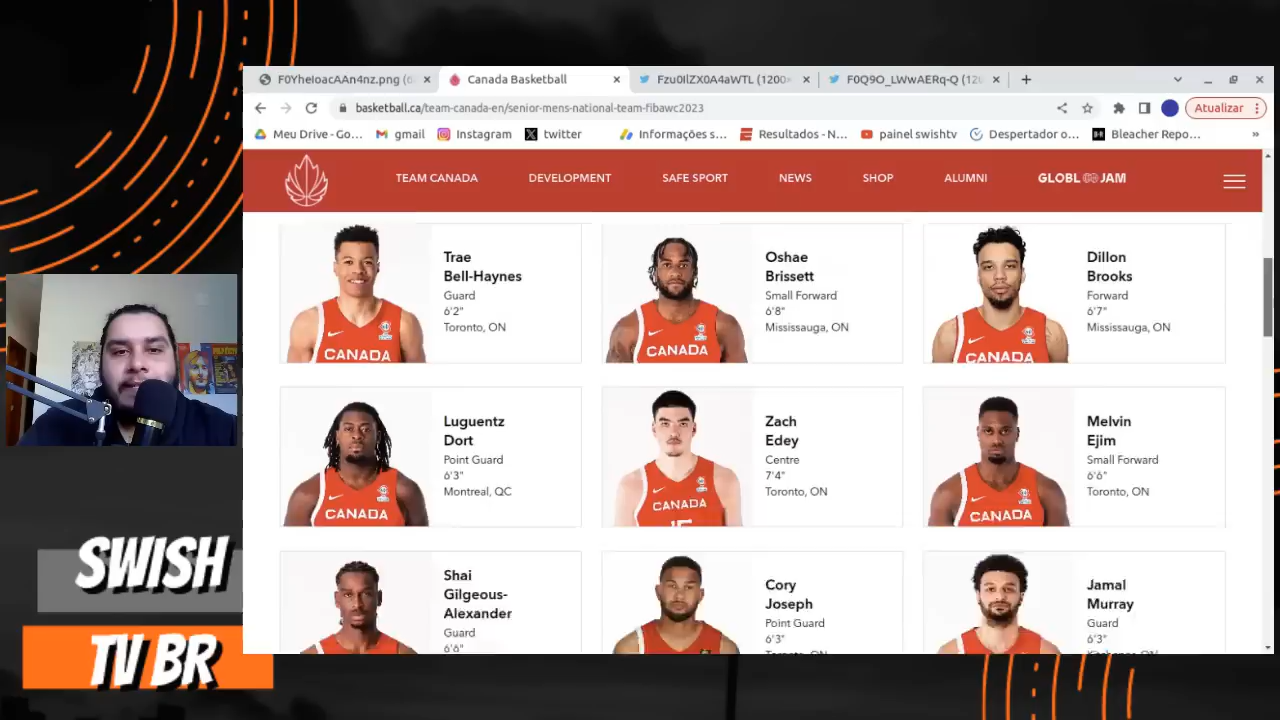 F0YheIoacAAn4nz.png (6
Canada Basketball
Fzu0IlZX0A4aWTL (1200×
F0Q9O_LWwAERq-Q (12
basketball.ca/team-canada-en/senior-mens-national-team-fibawc2023
Atualizar
Meu Drive - Go...
gmail
Instagram
twitter
Informações s...
Resultados - N...
painel swishtv
Despertador o...
Bleacher Repo...
TEAM CANADA
DEVELOPMENT
SAFE SPORT
NEWS
SHOP
ALUMNI
GLOBL JAM
Trae
Bell-Haynes
Guard
6'2"
Toronto, ON
CANADA
Oshae
Brissett
Small Forward
6'8"
Mississauga, ON
CANADA
Dillon
Brooks
Forward
6'7"
Mississauga, ON
CANADA
Luguentz
Dort
Point Guard
6'3"
Montreal, QC
CANADA
Zach
Edey
Centre
7'4"
Toronto, ON
CANADA
Melvin
Ejim
Small Forward
6'6"
Toronto, ON
CANADA
Shai
Gilgeous-
Alexander
Guard
6'6"
Cory
Joseph
Point Guard
6'3"
Toronto, ON
Jamal
Murray
Guard
6'3"
SWISH
TV BR